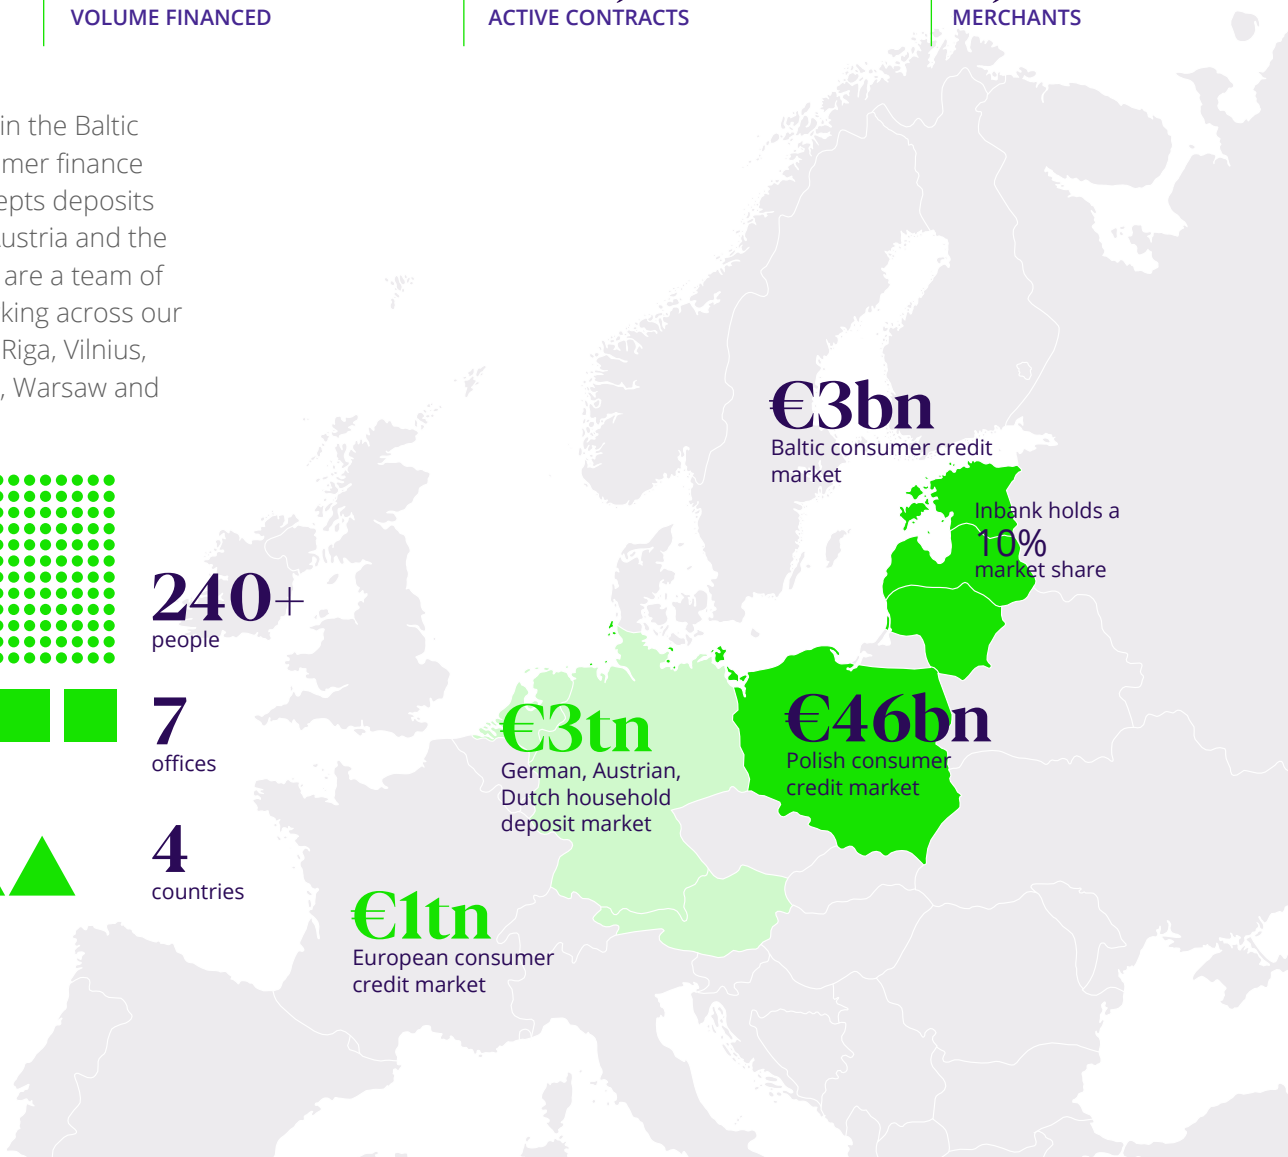 VOLUME FINANCED
ACTIVE CONTRACTS
MERCHANTS
in the Baltic
mer finance
epts deposits
ustria and the
are a team of
king across our
Riga, Vilnius,
, Warsaw and
€3bn
Baltic consumer credit
market
Inbank holds a
10%
market share
240+
people
7
offices
4
countries
€3tn
German, Austrian,
Dutch household
deposit market
€46bn
Polish consumer
credit market
€1tn
European consumer
credit market